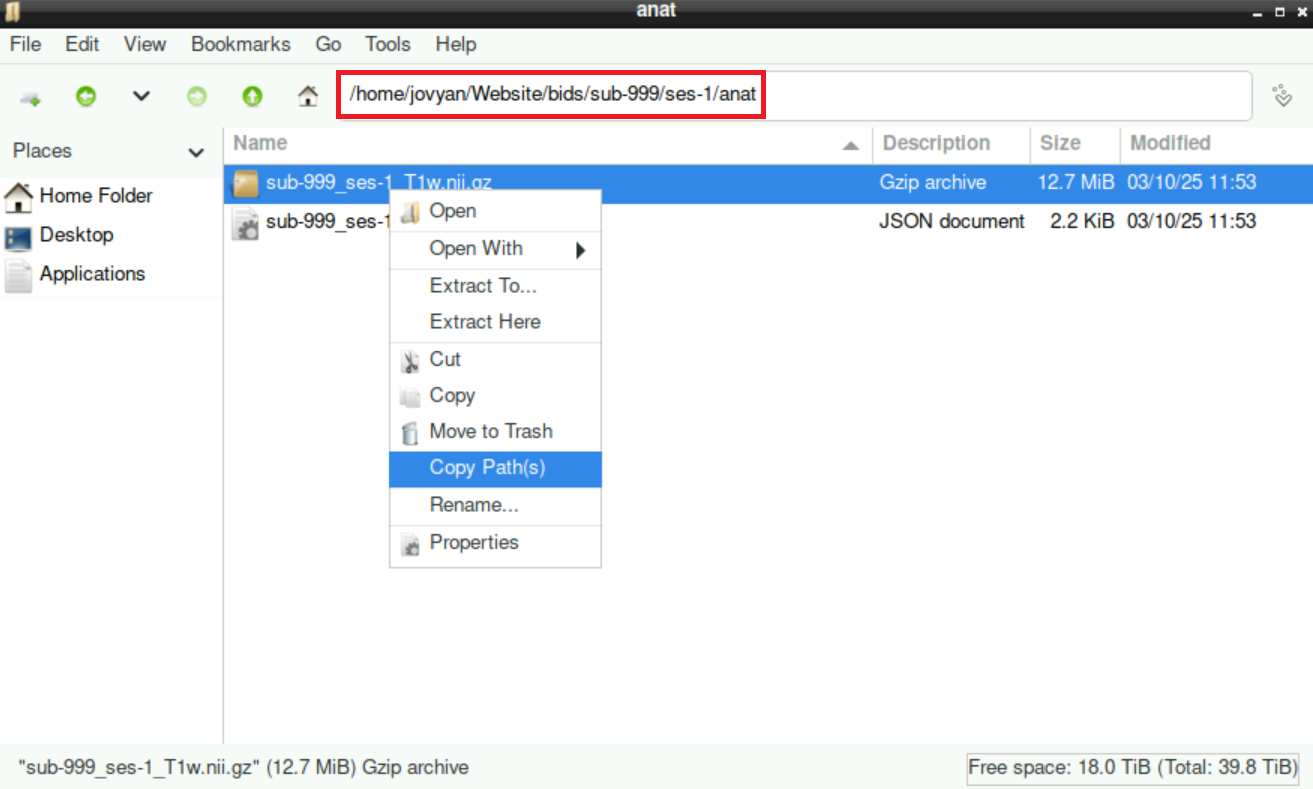 anat
File Edit View Bookmarks Go Tools Help
/home/jovyan/Website/bids/sub-999/ses-1/anat
Places
Name Description Size Modified
Home Folder
Desktop
Applications
sub-999_ses-1_T1w.nii.gz Gzip archive 12.7 MiB 03/10/25 11:53
sub-999_ses-1 JSON document 2.2 KiB 03/10/25 11:53
Open
Open With
Extract To...
Extract Here
Cut
Copy
Move to Trash
Copy Path(s)
Rename...
Properties
"sub-999_ses-1_T1w.nii.gz" (12.7 MiB) Gzip archive
Free space: 18.0 TiB (Total: 39.8 TiB)